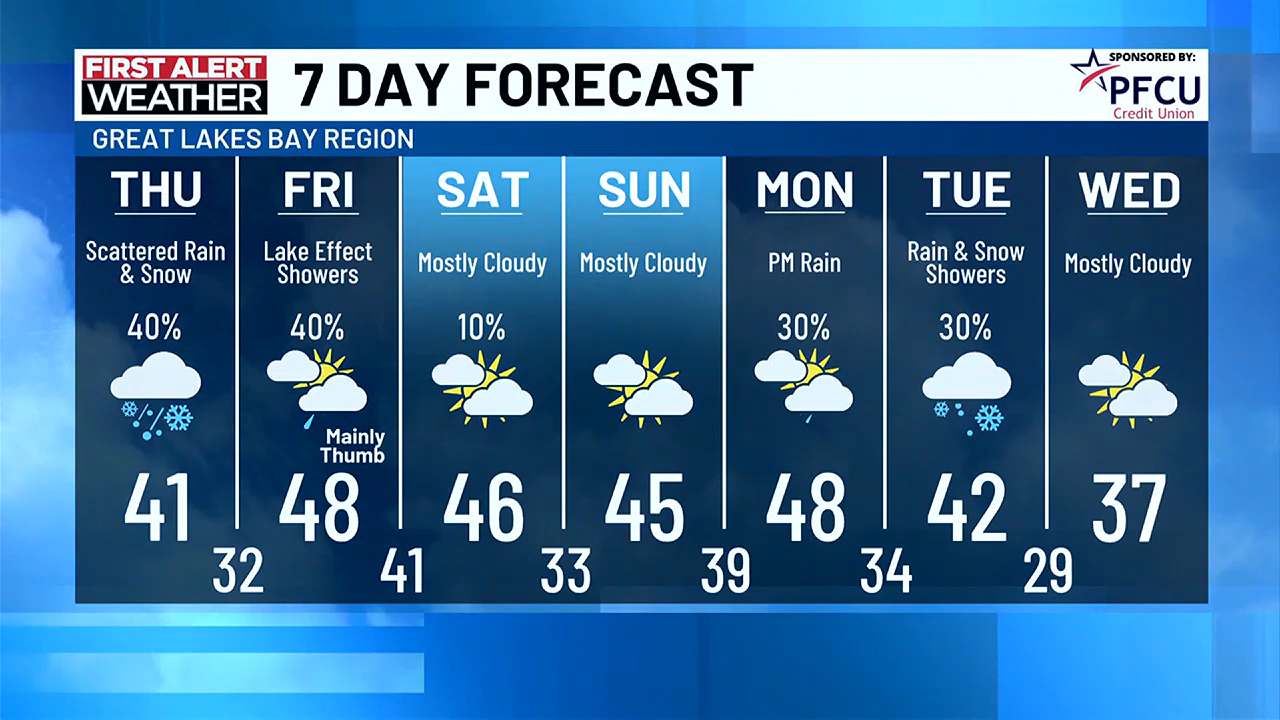 FIRST ALERT
WEATHER
7 DAY FORECAST
SPONSORED BY:
PFCU
Credit Union
GREAT LAKES BAY REGION
THU
Scattered Rain
& Snow
40%
41
FRI
Lake Effect
Showers
40%
Mainly
Thumb
48
SAT
Mostly Cloudy
10%
46
SUN
Mostly Cloudy
45
MON
PM Rain
30%
48
TUE
Rain & Snow
Showers
30%
42
WED
Mostly Cloudy
37
32
41
33
39
34
29